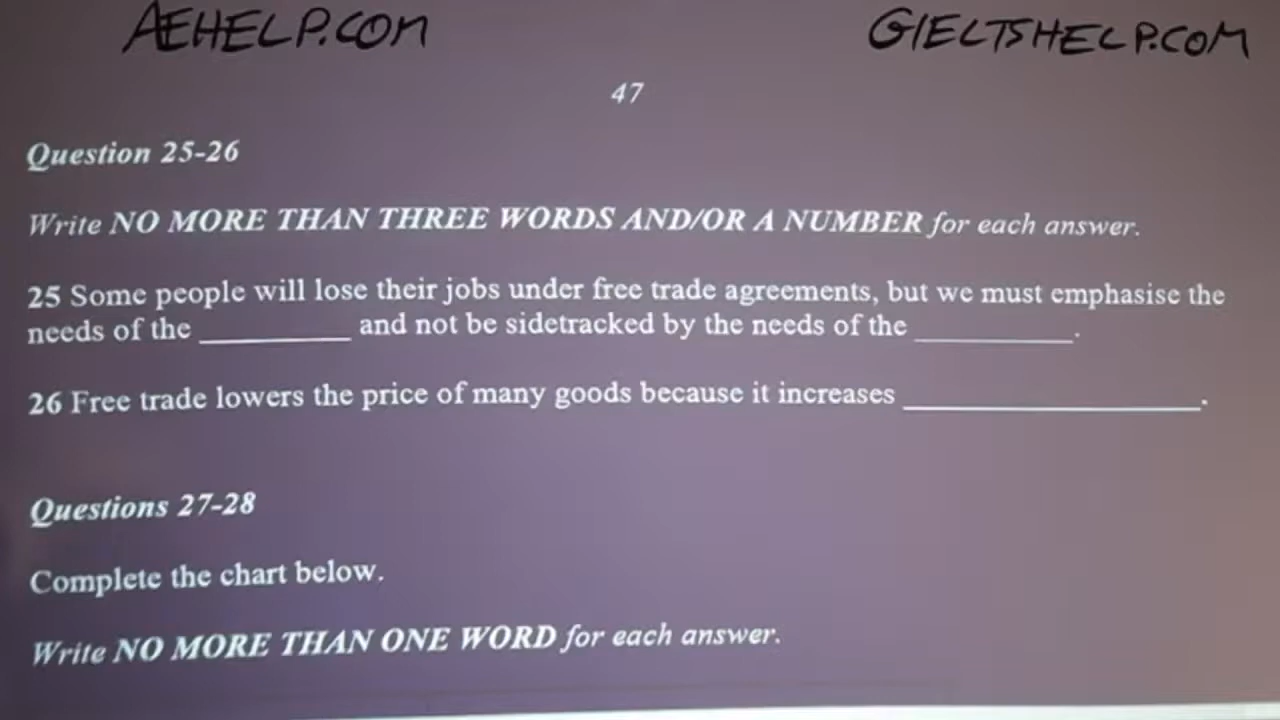 AEHELP.COM
GIELTSHELP.COM
47
Question 25-26
Write NO MORE THAN THREE WORDS AND/OR A NUMBER for each answer.
25 Some people will lose their jobs under free trade agreements, but we must emphasise the
needs of the __________ and not be sidetracked by the needs of the __________.
26 Free trade lowers the price of many goods because it increases ____________________.
Questions 27-28
Complete the chart below.
Write NO MORE THAN ONE WORD for each answer.